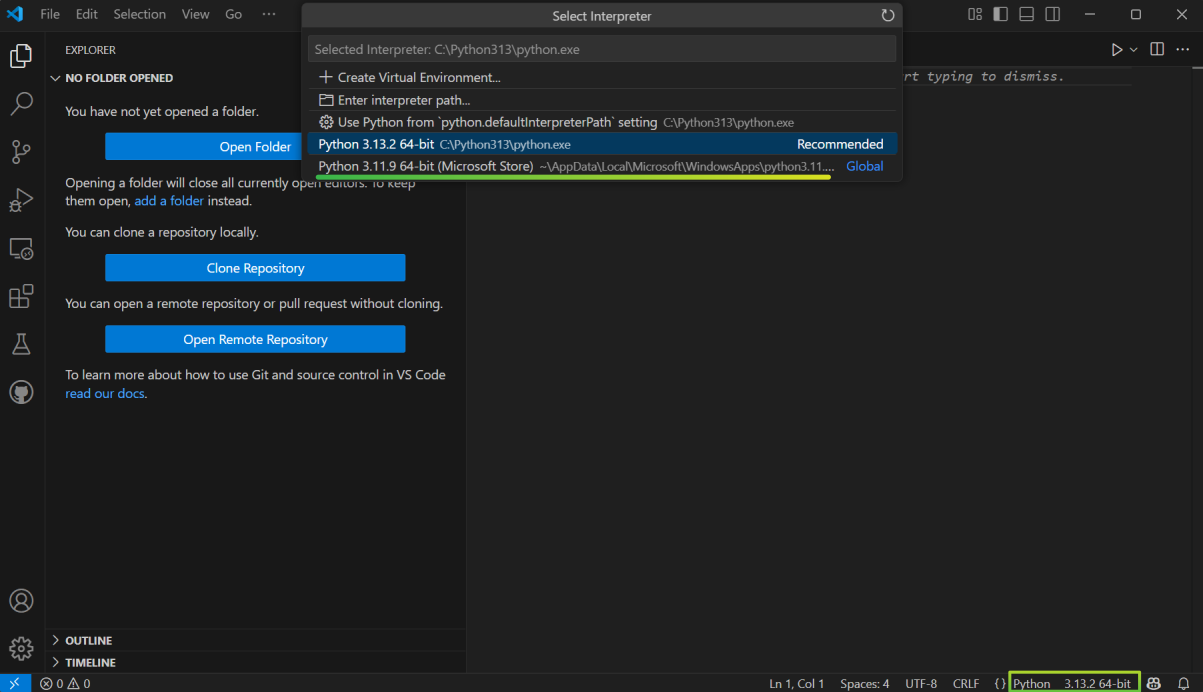 File Edit Selection View Go ···
Select Interpreter
Selected Interpreter: C:\Python313\python.exe
Create Virtual Environment...
Enter interpreter path...
Use Python from `python.defaultInterpreterPath` setting C:\Python313\python.exe
Python 3.13.2 64-bit C:\Python313\python.exe Recommended
Python 3.11.9 64-bit (Microsoft Store) ~\AppData\Local\Microsoft\WindowsApps\python3.11.... Global
EXPLORER
NO FOLDER OPENED
You have not yet opened a folder.
Open Folder
Opening a folder will close all currently open editors. To keep
them open, add a folder instead.
You can clone a repository locally.
Clone Repository
You can open a remote repository or pull request without cloning.
Open Remote Repository
To learn more about how to use Git and source control in VS Code
read our docs.
OUTLINE
TIMELINE
rt typing to dismiss.
0 0
Ln 1, Col 1 Spaces: 4 UTF-8 CRLF {} Python 3.13.2 64-bit